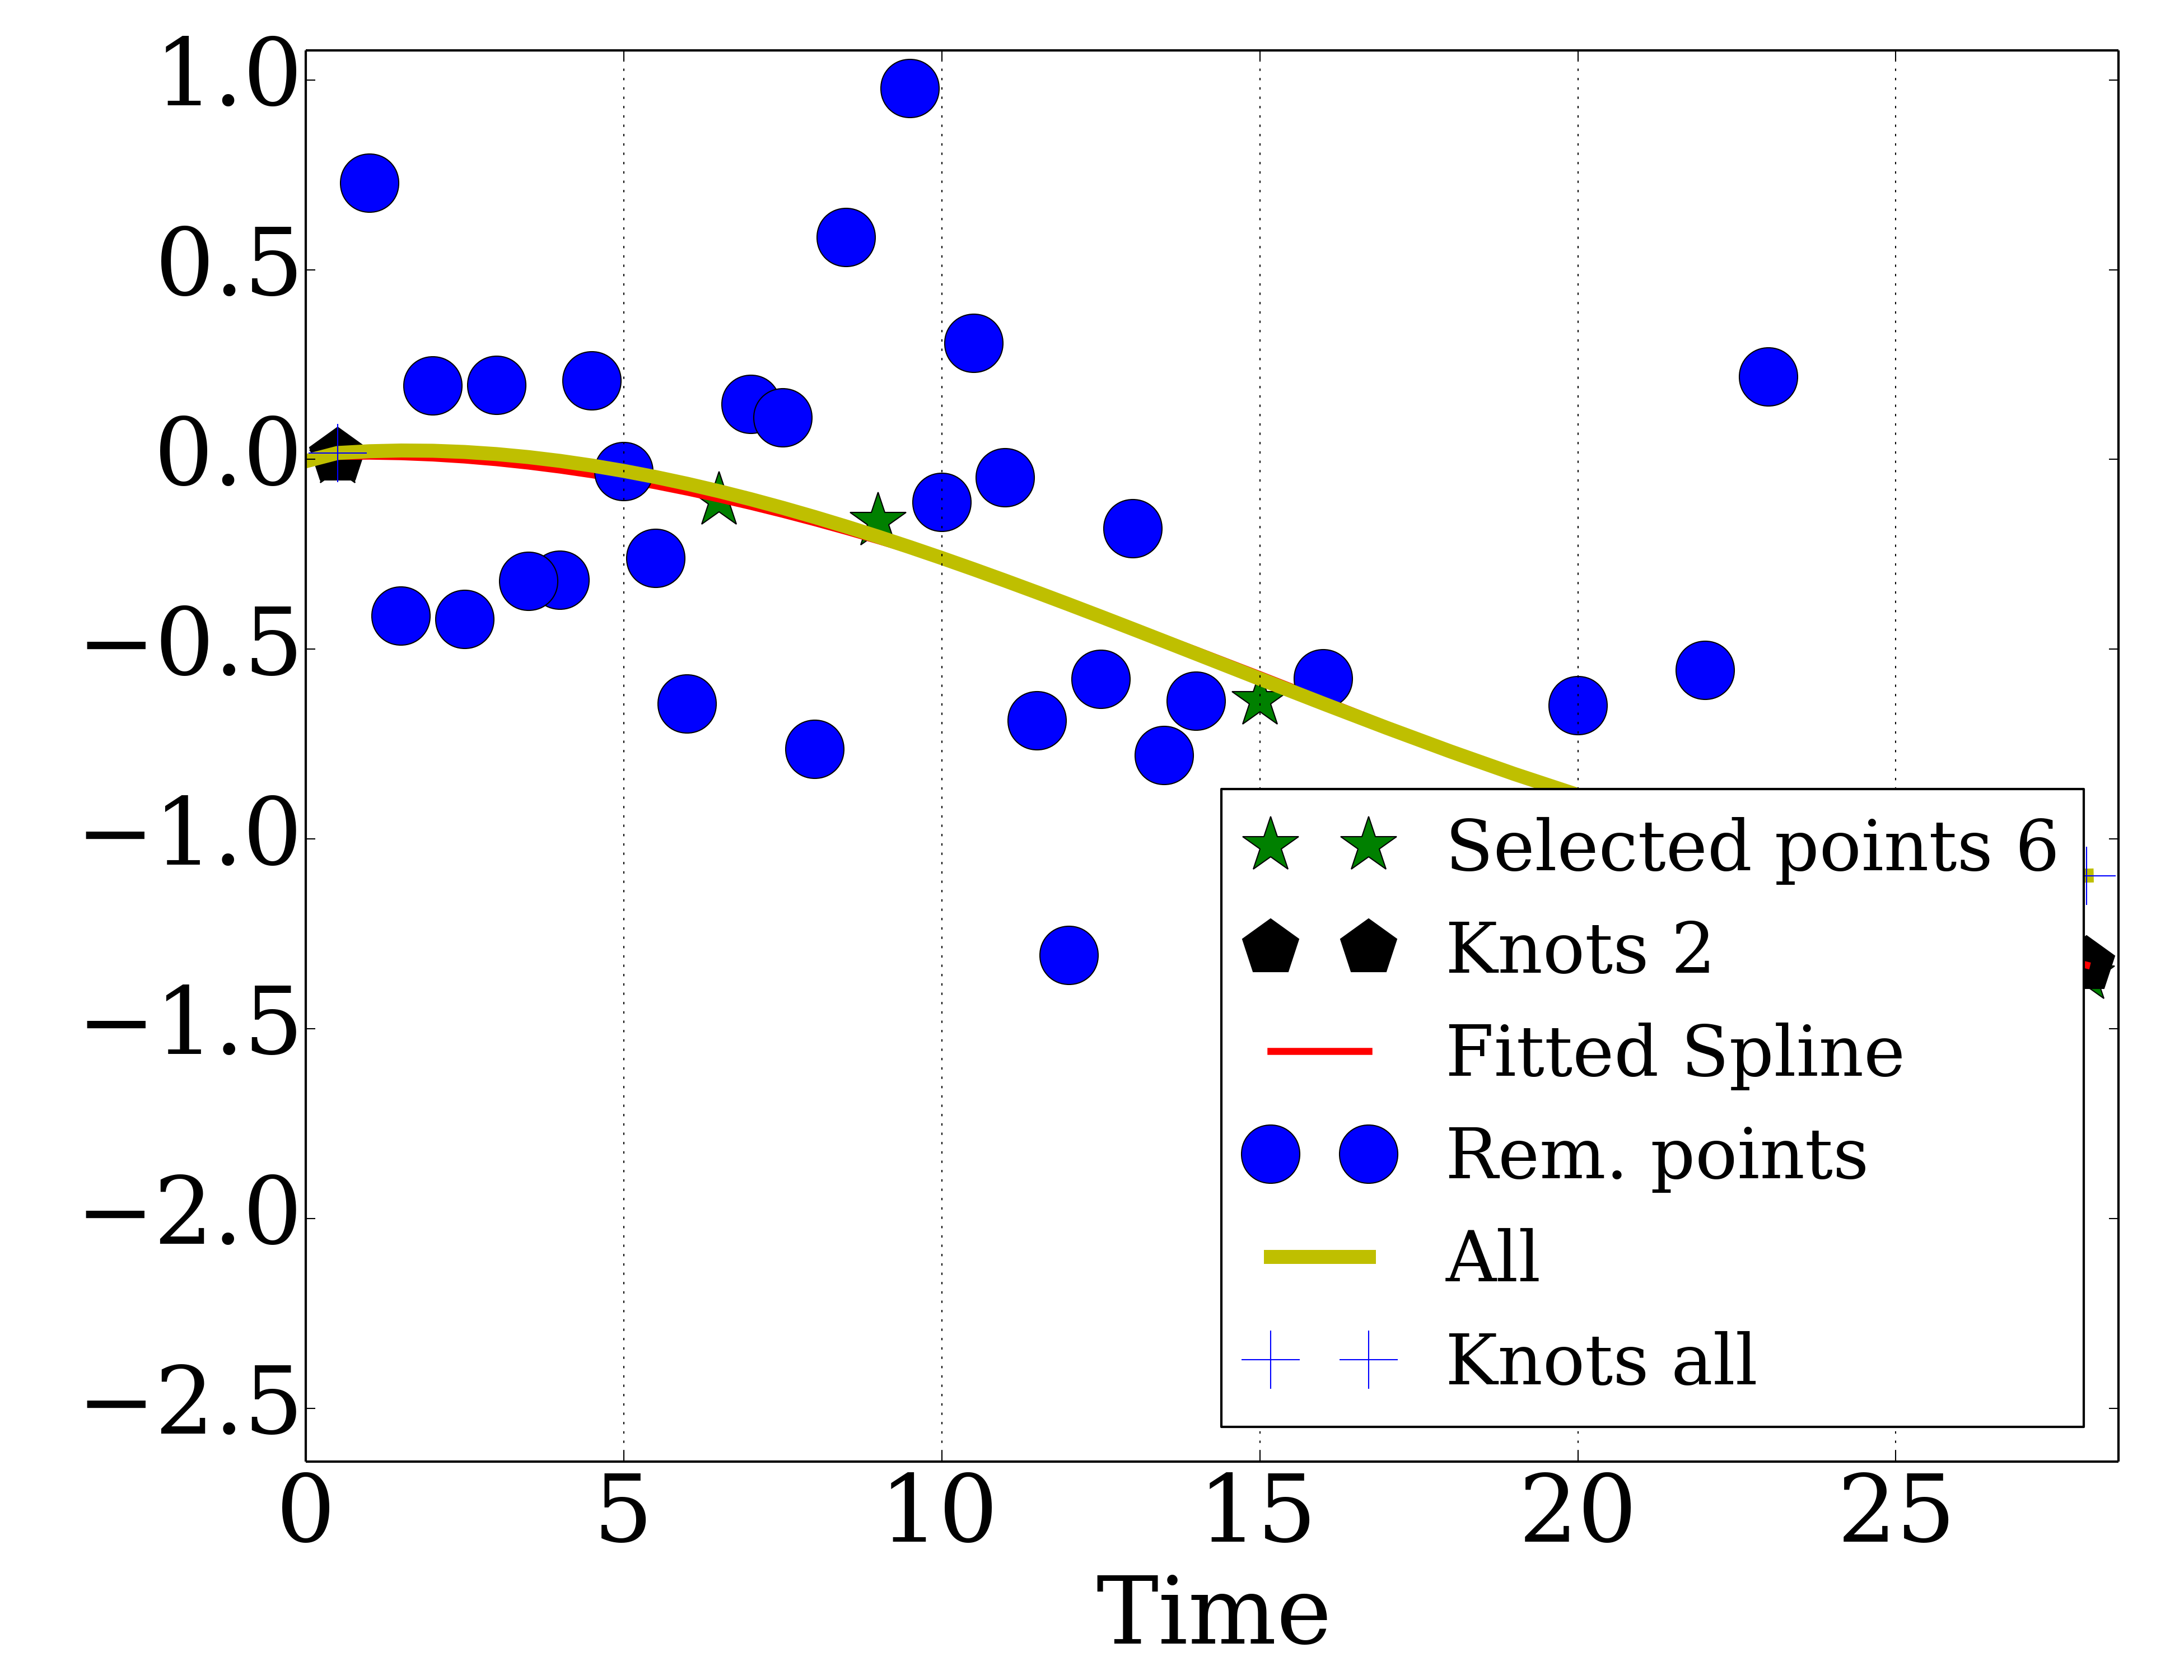 1.0
0.5
0.0
−0.5
−1.0
−1.5
−2.0
−2.5
0 5 10 15 20 25
Time
Selected points 6
Knots 2
Fitted Spline
Rem. points
All
Knots all